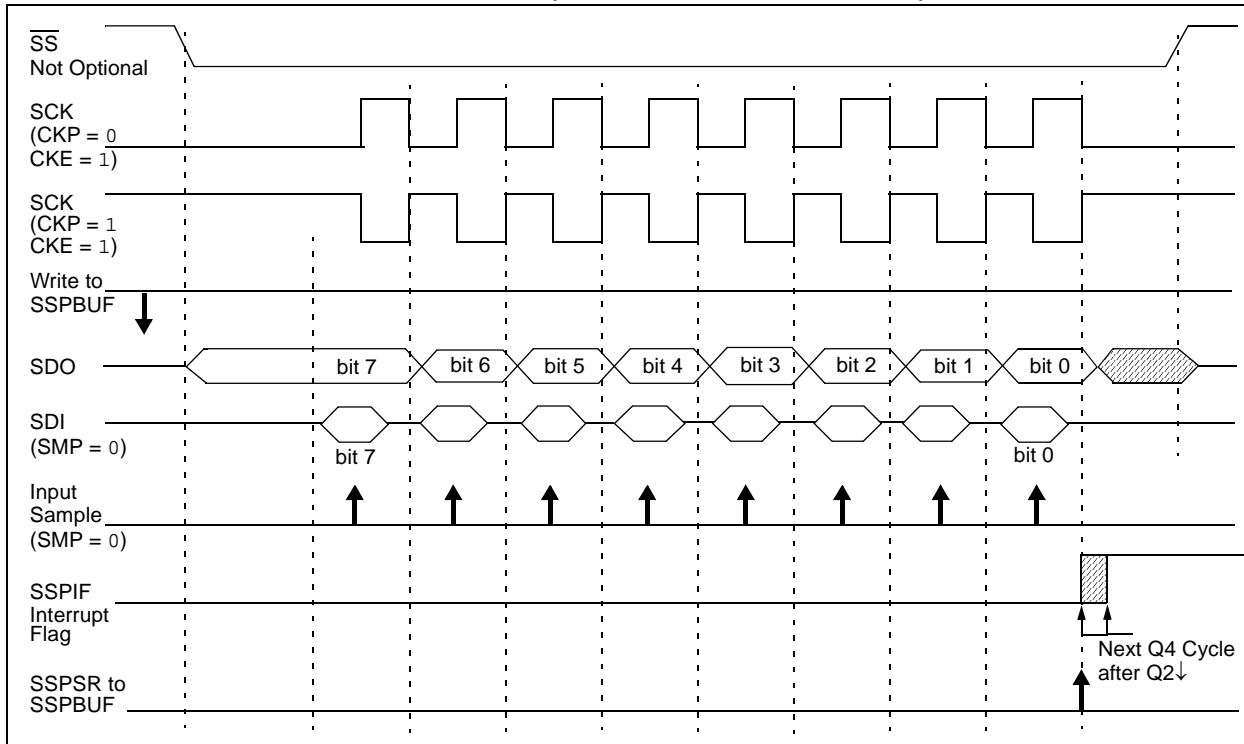 SS
Not Optional
SCK
(CKP = 0
CKE = 1)
SCK
(CKP = 1
CKE = 1)
Write to
SSPBUF
SDO
bit 7 bit 6 bit 5 bit 4 bit 3 bit 2 bit 1 bit 0
SDI
(SMP = 0)
bit 7 bit 0
Input
Sample
(SMP = 0)
SSPIF
Interrupt
Flag
Next Q4 Cycle
after Q2↓
SSPSR to
SSPBUF